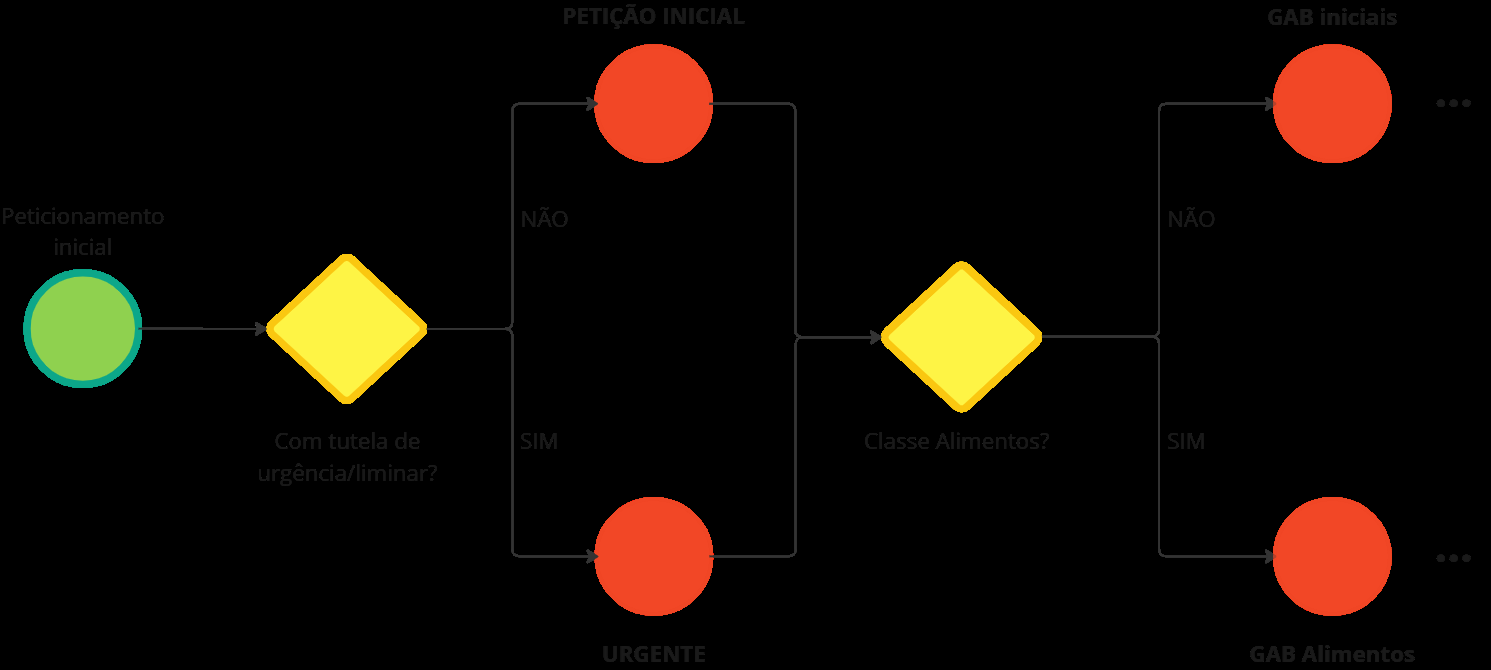 PETIÇÃO INICIAL
GAB iniciais
Peticionamento
inicial
NÃO
NÃO
Com tutela de
urgência/liminar?
SIM
Classe Alimentos?
SIM
URGENTE
GAB Alimentos